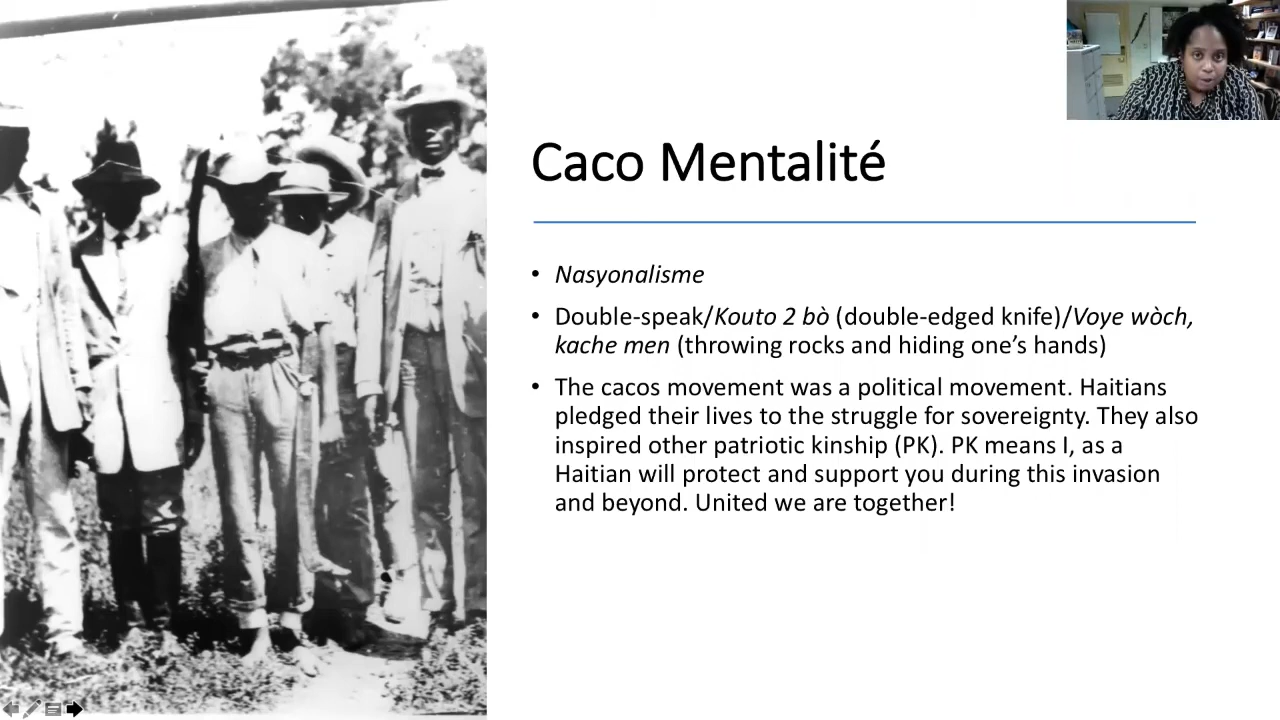 Caco Mentalité
• Nasyonalisme
• Double-speak/Kouto 2 bò (double-edged knife)/Voye wòch,
kache men (throwing rocks and hiding one’s hands)
• The cacos movement was a political movement. Haitians
pledged their lives to the struggle for sovereignty. They also
inspired other patriotic kinship (PK). PK means I, as a
Haitian will protect and support you during this invasion
and beyond. United we are together!